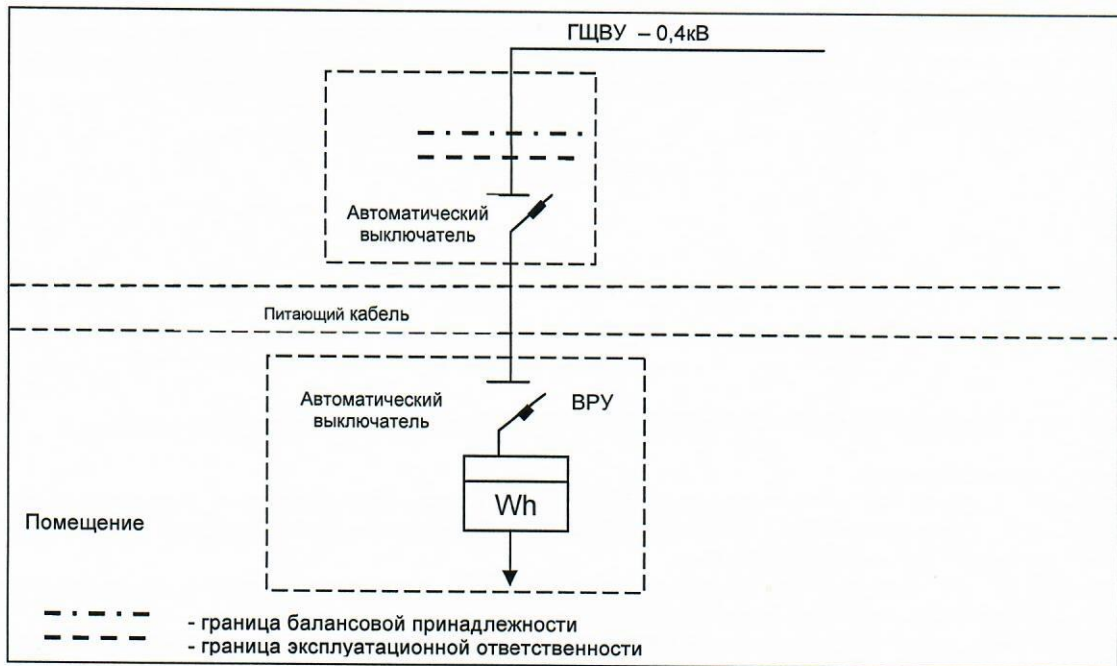 ГЩВУ – 0,4кВ
Автоматический
выключатель
Питающий кабель
Автоматический
выключатель
ВРУ
Wh
Помещение
- граница балансовой принадлежности
- граница эксплуатационной ответственности